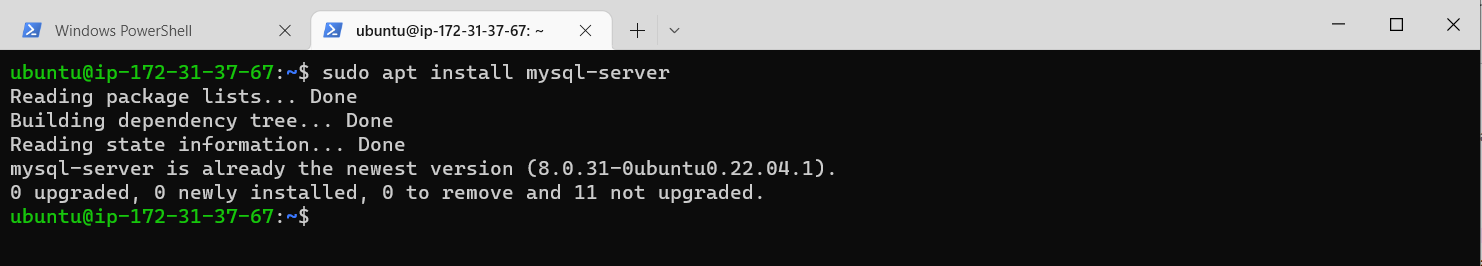 Windows PowerShell
ubuntu@ip-172-31-37-67: ~
ubuntu@ip-172-31-37-67:~$ sudo apt install mysql-server
Reading package lists... Done
Building dependency tree... Done
Reading state information... Done
mysql-server is already the newest version (8.0.31-0ubuntu0.22.04.1).
0 upgraded, 0 newly installed, 0 to remove and 11 not upgraded.
ubuntu@ip-172-31-37-67:~$